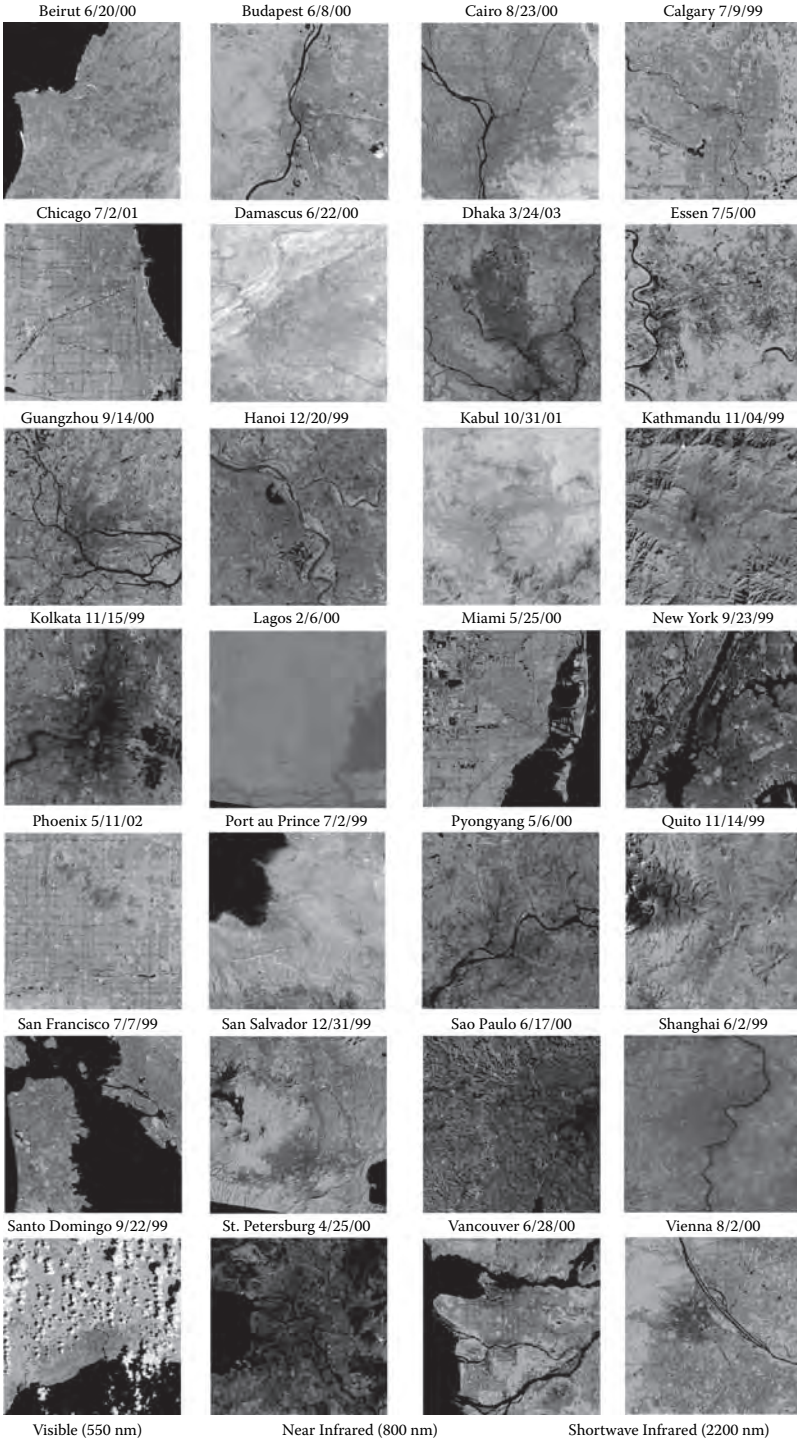 Beirut 6/20/00 Budapest 6/8/00 Cairo 8/23/00 Calgary 7/9/99
Chicago 7/2/01 Damascus 6/22/00 Dhaka 3/24/03 Essen 7/5/00
Guangzhou 9/14/00 Hanoi 12/20/99 Kabul 10/31/01 Kathmandu 11/04/99
Kolkata 11/15/99 Lagos 2/6/00 Miami 5/25/00 New York 9/23/99
Phoenix 5/11/02 Port au Prince 7/2/99 Pyongyang 5/6/00 Quito 11/14/99
San Francisco 7/7/99 San Salvador 12/31/99 Sao Paulo 6/17/00 Shanghai 6/2/99
Santo Domingo 9/22/99 St. Petersburg 4/25/00 Vancouver 6/28/00 Vienna 8/2/00
Visible (550 nm) Near Infrared (800 nm) Shortwave Infrared (2200 nm)